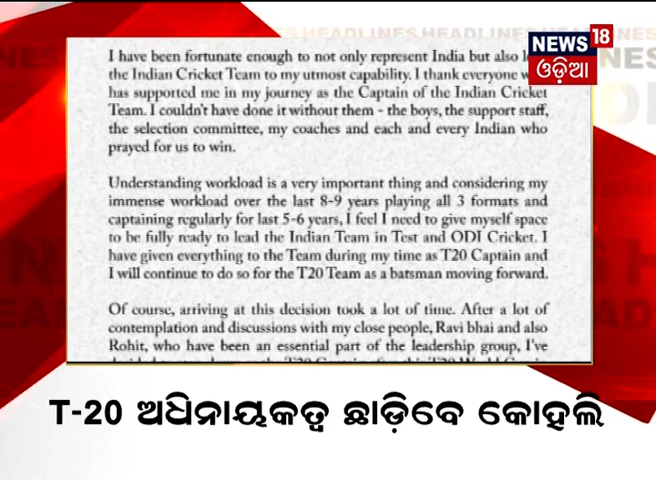 HEADLINES
NEWS 18
ଓଡ଼ିଆ
I have been fortunate enough to not only represent India but also
the Indian Cricket Team to my utmost capability. I thank everyone
has supported me in my journey as the Captain of the Indian Cricket
Team. I couldn't have done it without them - the boys, the support staff,
the selection committee, my coaches and each and every Indian who
prayed for us to win.
Understanding workload is a very important thing and considering my
immense workload over the last 8-9 years playing all 3 formats and
captaining regularly for last 5-6 years, I feel I need to give myself space
to be fully ready to lead the Indian Team in Test and ODI Cricket. I
have given everything to the Team during my time as T20 Captain and
I will continue to do so for the T20 Team as a batsman moving forward.
Of course, arriving at this decision took a lot of time. After a lot of
contemplation and discussions with my close people, Ravi bhai and also
Rohit, who have been an essential part of the leadership group, I've
T-20 ଅଧିନାୟକତ୍ୱ ଛାଡ଼ିବେ କୋହଲି